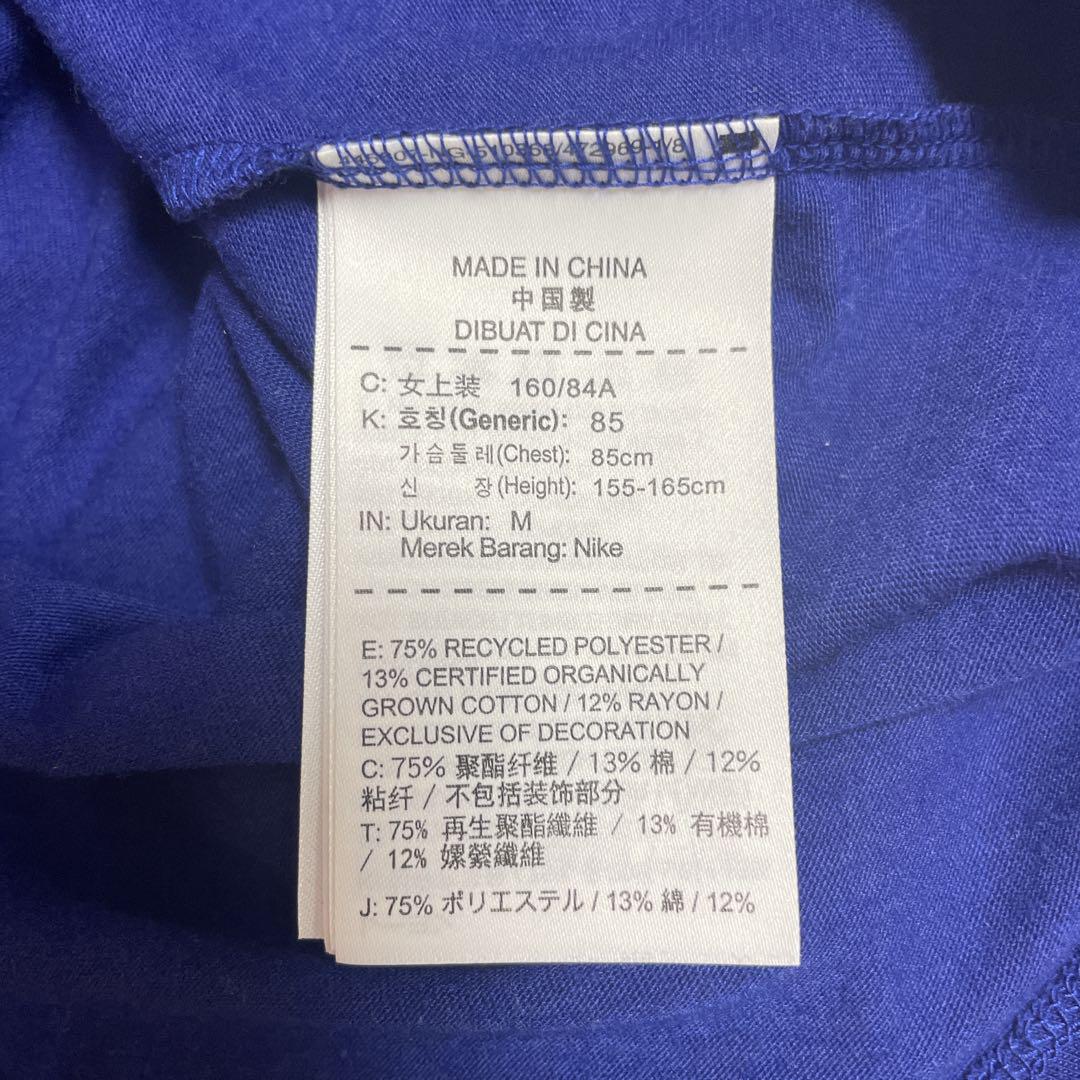 MADE IN CHINA
中国製
DIBUAT DI CINA
C: 女上装 160/84A
K: 호칭(Generic): 85
가슴둘레(Chest): 85cm
신 장(Height): 155-165cm
IN: Ukuran: M
Merek Barang: Nike
E: 75% RECYCLED POLYESTER /
13% CERTIFIED ORGANICALLY
GROWN COTTON / 12% RAYON /
EXCLUSIVE OF DECORATION
C: 75% 聚酯纤维 / 13% 棉 / 12%
粘纤 / 不包括装饰部分
T: 75% 再生聚酯纖維 / 13% 有機棉
/ 12% 嫘縈纖維
J: 75% ポリエステル / 13% 綿 / 12%